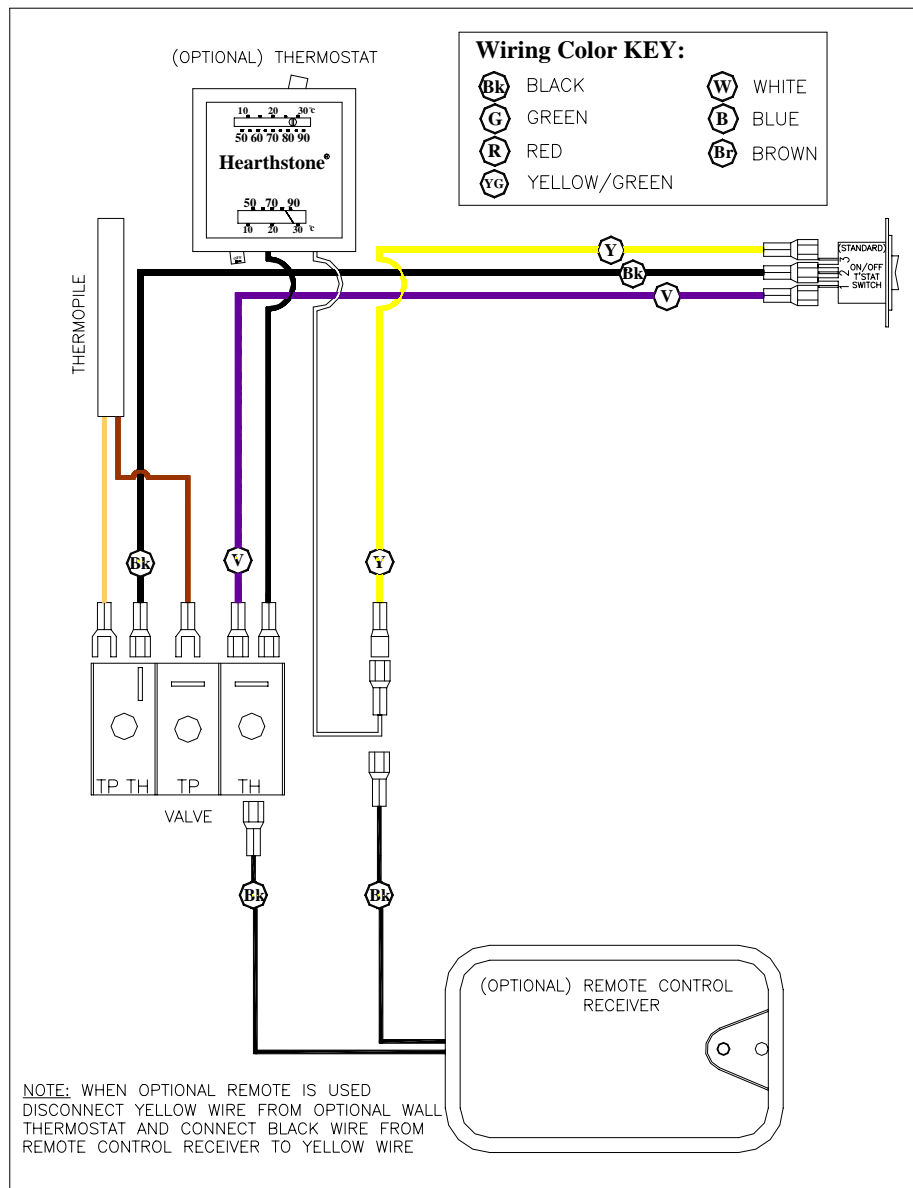 (OPTIONAL) THERMOSTAT
Wiring Color KEY:
Bk BLACK
W WHITE
G GREEN
B BLUE
R RED
Br BROWN
YG YELLOW/GREEN
10 20 30 °c
50 60 70 80 90
Hearthstone®
50 70 90
10 20 30 °c
THERMOPILE
Y
Bk
V
(STANDARD)
3
2
1
ON/OFF
T'STAT
SWITCH
Bk
V
Y
TP TH
TP
TH
VALVE
Bk
Bk
(OPTIONAL) REMOTE CONTROL
RECEIVER
NOTE: WHEN OPTIONAL REMOTE IS USED
DISCONNECT YELLOW WIRE FROM OPTIONAL WALL
THERMOSTAT AND CONNECT BLACK WIRE FROM
REMOTE CONTROL RECEIVER TO YELLOW WIRE